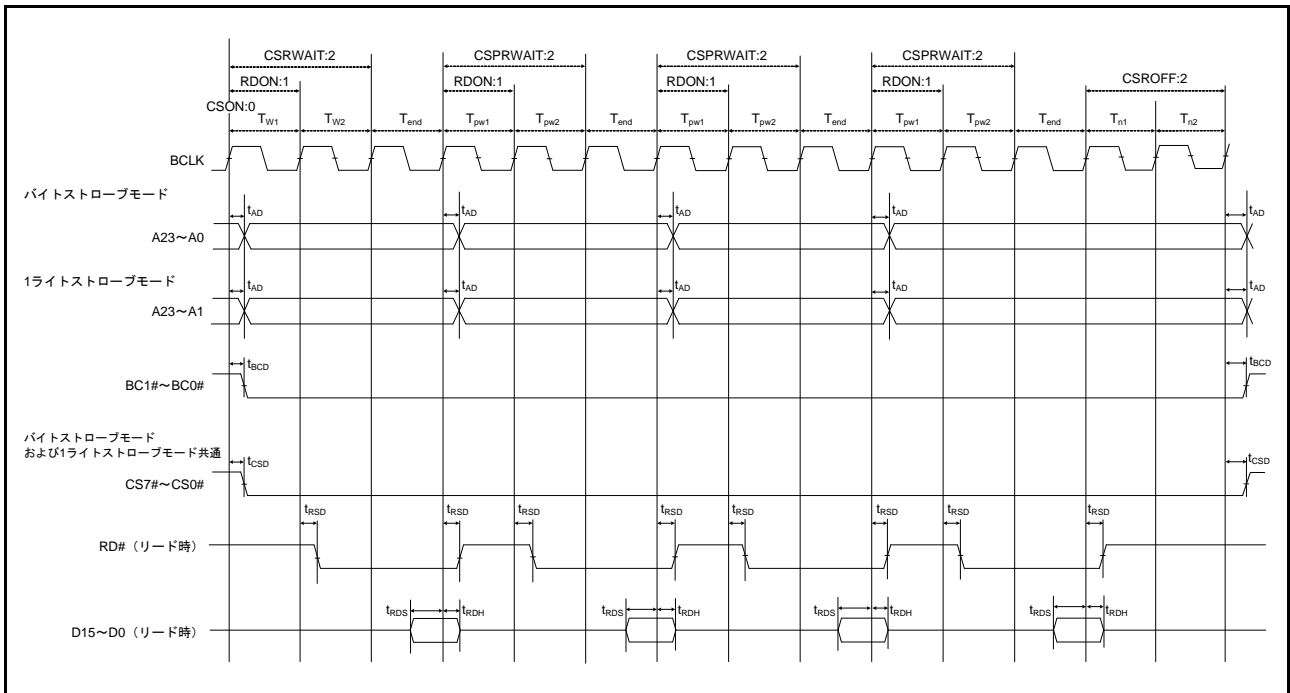 CSRWAIT:2 CSPRWAIT:2 CSPRWAIT:2 CSPRWAIT:2
RDON:1 RDON:1 RDON:1 RDON:1 CSROFF:2
CSON:0
TW1 TW2 Tend Tpw1 Tpw2 Tend Tpw1 Tpw2 Tend Tpw1 Tpw2 Tend Tn1 Tn2
BCLK
バイトストローブモード
tAD tAD tAD tAD tAD
A23～A0
1ライトストローブモード
tAD tAD tAD tAD tAD
A23～A1
tBCD tBCD
BC1#～BC0#
バイトストローブモード
および1ライトストローブモード共通
tCSD tCSD
CS7#～CS0#
tRSD tRSD tRSD tRSD tRSD tRSD tRSD tRSD
RD#（リード時）
tRDS tRDH tRDS tRDH tRDS tRDH tRDS tRDH
D15～D0（リード時）